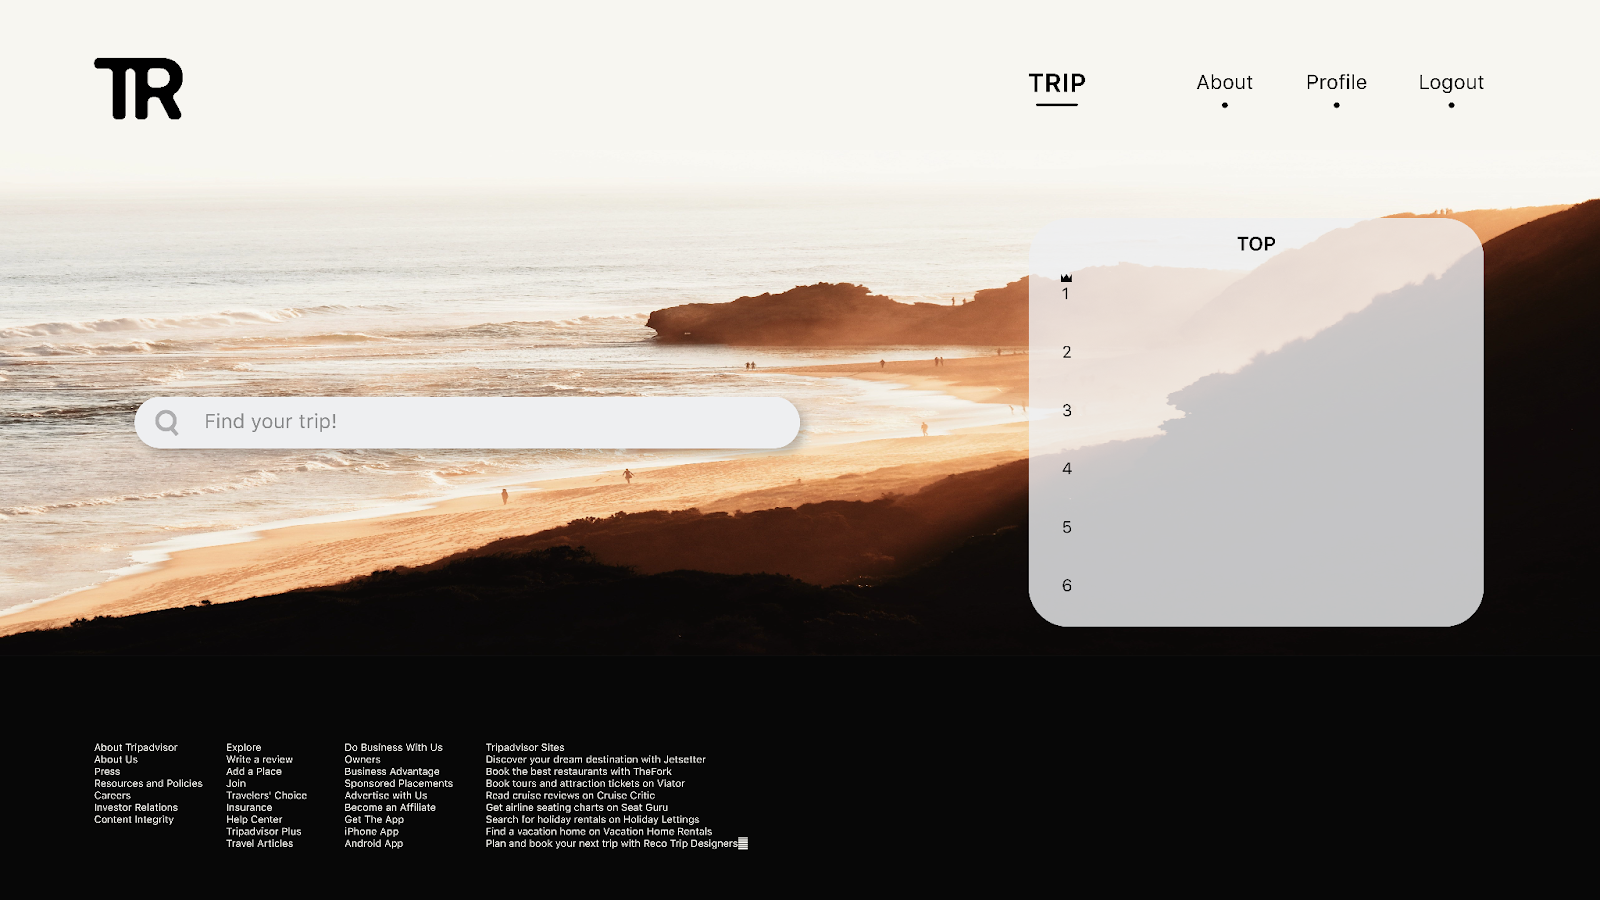 TR
TRIP
About
Profile
Logout
TOP
1
2
3
4
5
6
Find your trip!
About Tripadvisor
About Us
Press
Resources and Policies
Careers
Investor Relations
Content Integrity
Explore
Write a review
Add a Place
Join
Travelers' Choice
Insurance
Help Center
Tripadvisor Plus
Travel Articles
Do Business With Us
Owners
Business Advantage
Sponsored Placements
Advertise with Us
Become an Affiliate
Get The App
iPhone App
Android App
Tripadvisor Sites
Discover your dream destination with Jetsetter
Book the best restaurants with TheFork
Book tours and attraction tickets on Viator
Read cruise reviews on Cruise Critic
Get airline seating charts on Seat Guru
Search for holiday rentals on Holiday Lettings
Find a vacation home on Vacation Home Rentals
Plan and book your next trip with Reco Trip Designers